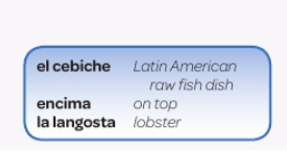 el cebiche Latin American
raw fish dish
encima on top
la langosta lobster